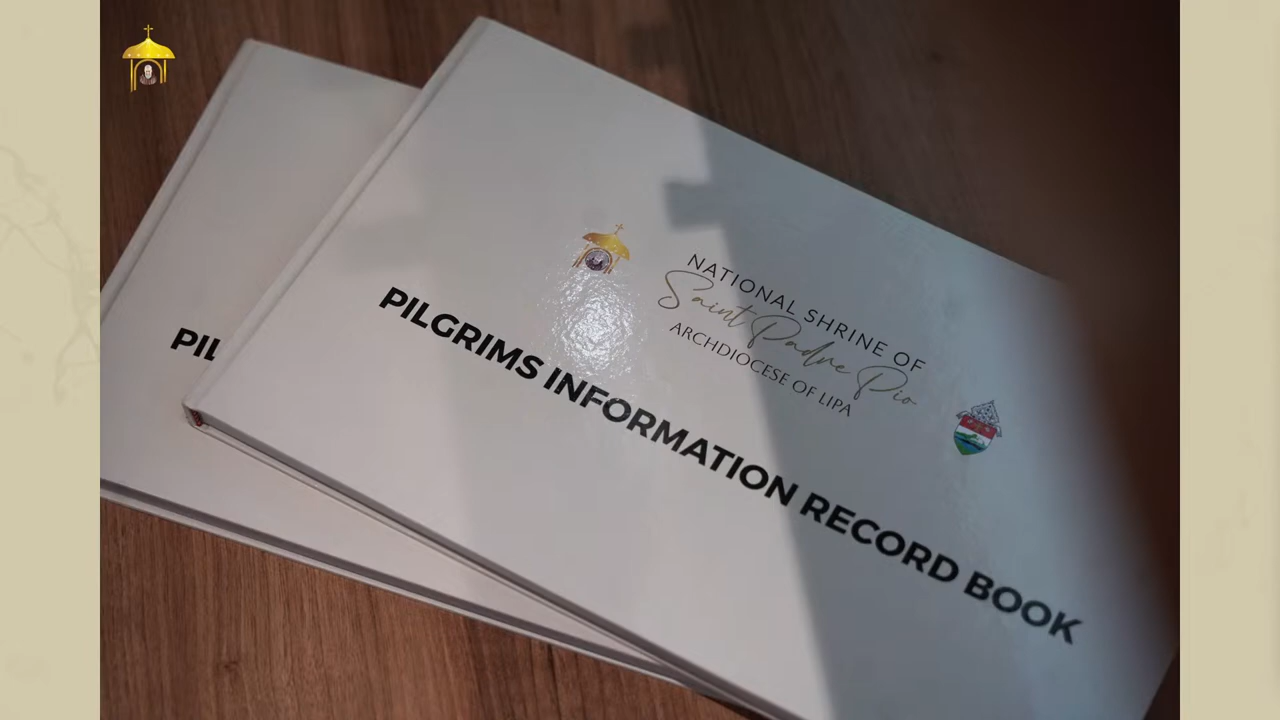 NATIONAL SHRINE OF
Saint Padre Pio
ARCHDIOCESE OF LIPA
PILGRIMS INFORMATION RECORD BOOK
PIL